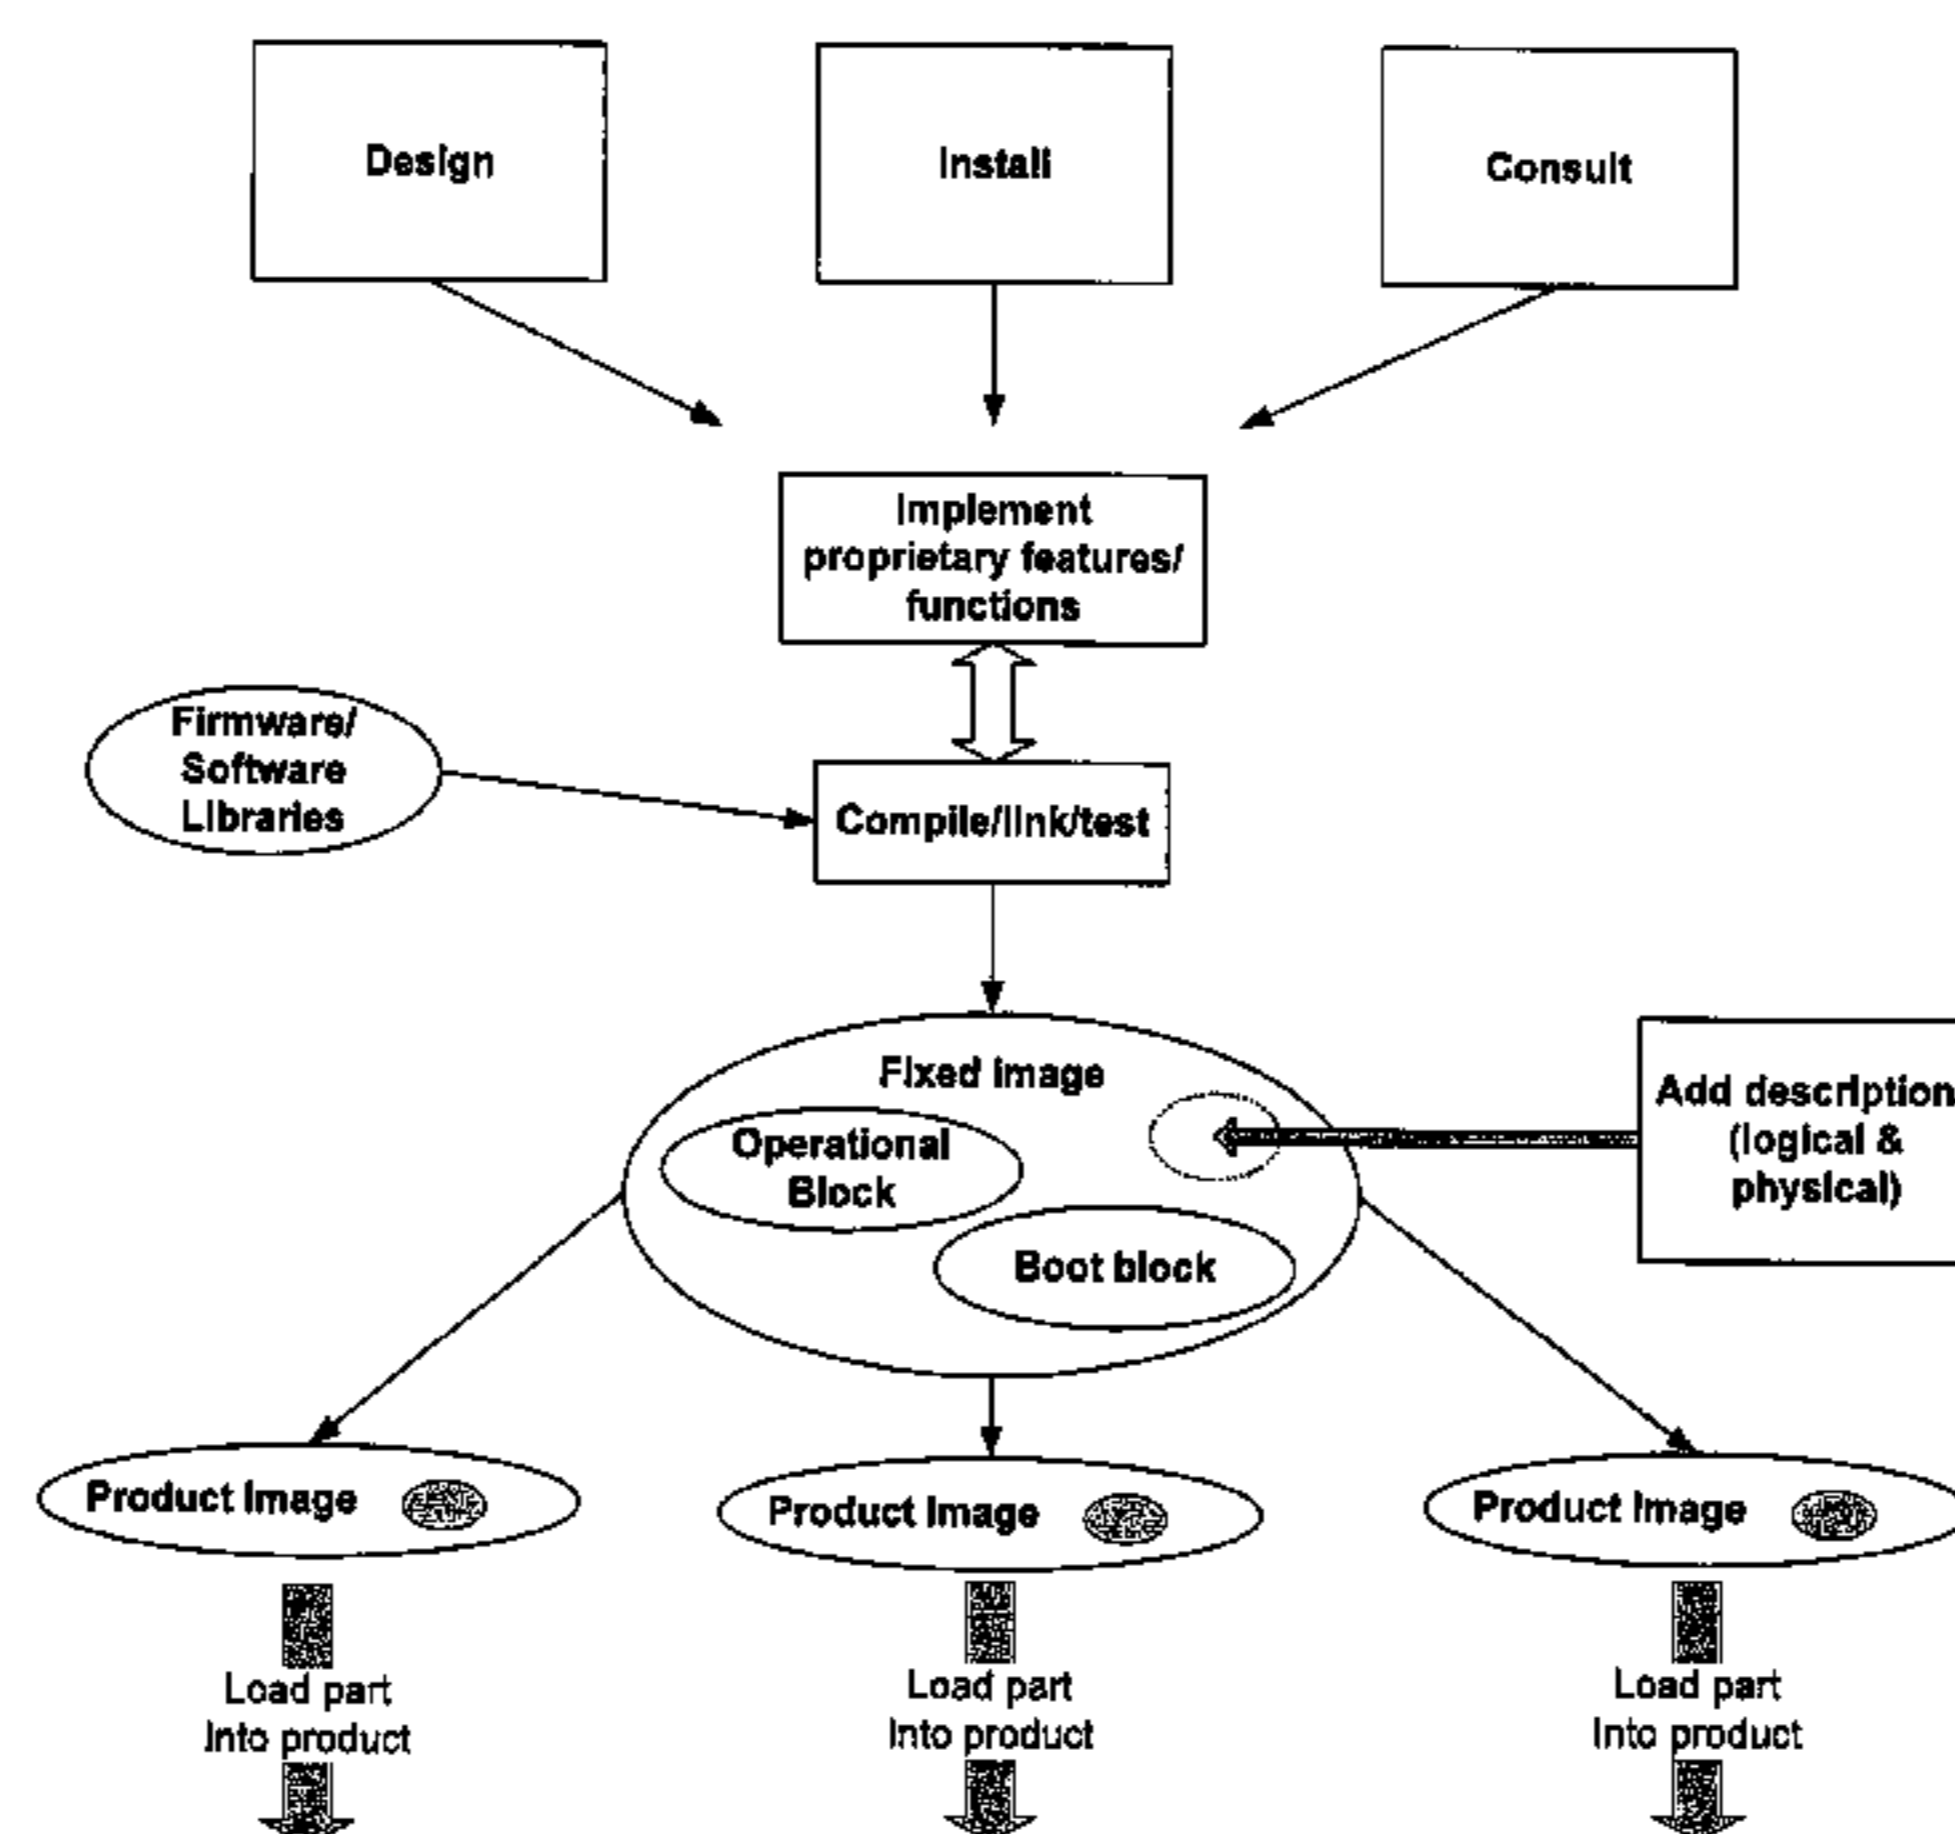 Design
Install
Consult
Implement
proprietary features/
functions
Firmware/
Software
Libraries
Compile/link/test
Fixed Image
Operational
Block
Boot block
Add description
(logical &
physical)
Product Image
Product Image
Product Image
Load part
Into product
Load part
Into product
Load part
Into product